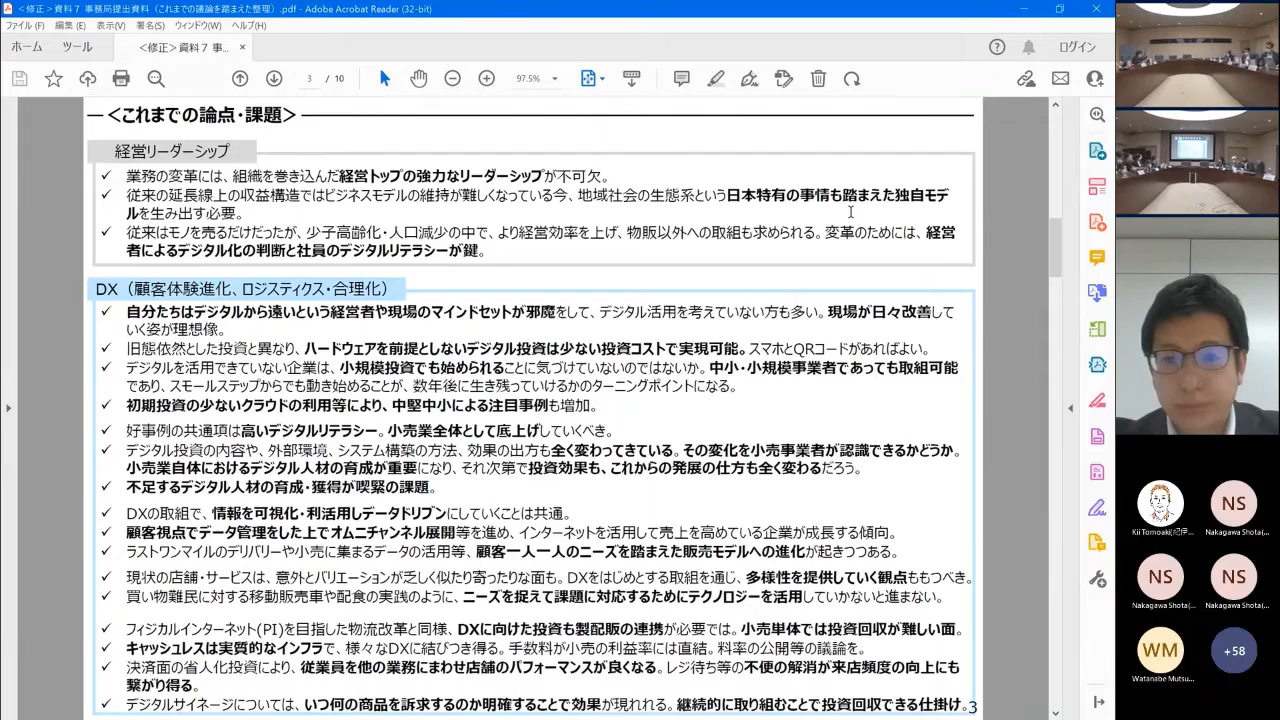 <修正>資料７ 事務局提出資料（これまでの議論を踏まえた整理）.pdf - Adobe Acrobat Reader (32-bit)
ファイル(F) 編集(E) 表示(V) 署名(S) ウィンドウ(W) ヘルプ(H)
ホーム ツール <修正>資料７ 事... × ログイン
3 / 10 97.5%
＜これまでの論点・課題＞
経営リーダーシップ
✓ 業務の変革には、組織を巻き込んだ経営トップの強力なリーダーシップが不可欠。
✓ 従来の延長線上の収益構造ではビジネスモデルの維持が難しくなっている今、地域社会の生態系という日本特有の事情も踏まえた独自モデ
ルを生み出す必要。
✓ 従来はモノを売るだけだったが、少子高齢化・人口減少の中で、より経営効率を上げ、物販以外への取組も求められる。変革のためには、経営
者によるデジタル化の判断と社員のデジタルリテラシーが鍵。
DX（顧客体験進化、ロジスティクス・合理化）
✓ 自分たちはデジタルから遠いという経営者や現場のマインドセットが邪魔をして、デジタル活用を考えていない方も多い。現場が日々改善して
いく姿が理想像。
✓ 旧態依然とした投資と異なり、ハードウェアを前提としないデジタル投資は少ない投資コストで実現可能。スマホとQRコードがあればよい。
✓ デジタルを活用できていない企業は、小規模投資でも始められることに気づけていないのではないか。中小・小規模事業者であっても取組可能
であり、スモールステップからでも動き始めることが、数年後に生き残っていけるかのターニングポイントになる。
✓ 初期投資の少ないクラウドの利用等により、中堅中小による注目事例も増加。
✓ 好事例の共通項は高いデジタルリテラシー。小売業全体として底上げしていくべき。
✓ デジタル投資の内容や、外部環境、システム構築の方法、効果の出方も全く変わってきている。その変化を小売事業者が認識できるかどうか。
小売業自体におけるデジタル人材の育成が重要になり、それ次第で投資効果も、これからの発展の仕方も全く変わるだろう。
✓ 不足するデジタル人材の育成・獲得が喫緊の課題。
✓ DXの取組で、情報を可視化・利活用しデータドリブンにしていくことは共通。
✓ 顧客視点でデータ管理をした上でオムニチャンネル展開等を進め、インターネットを活用して売上を高めている企業が成長する傾向。
✓ ラストワンマイルのデリバリーや小売に集まるデータの活用等、顧客一人一人のニーズを踏まえた販売モデルへの進化が起きつつある。
✓ 現状の店舗・サービスは、意外とバリエーションが乏しく似たり寄ったりな面も。DXをはじめとする取組を通じ、多様性を提供していく観点ももつべき。
✓ 買い物難民に対する移動販売車や配食の実践のように、ニーズを捉えて課題に対応するためにテクノロジーを活用していかないと進まない。
✓ フィジカルインターネット(PI)を目指した物流改革と同様、DXに向けた投資も製配販の連携が必要では。小売単体では投資回収が難しい面。
✓ キャッシュレスは実質的なインフラで、様々なDXに結びつき得る。手数料が小売の利益率には直結。料率の公開等の議論を。
✓ 決済面の省人化投資により、従業員を他の業務にまわせ店舗のパフォーマンスが良くなる。レジ待ち等の不便の解消が来店頻度の向上にも
繋がり得る。
✓ デジタルサイネージについては、いつ何の商品を訴求するのか明確することで効果が現れる。継続的に取り組むことで投資回収できる仕掛け。
3
Kii Tomoaki(紀伊... NS Nakagawa Shota(...
NS Nakagawa Shota(... NS Nakagawa Shota(...
WM Watanabe Mutsu... +58